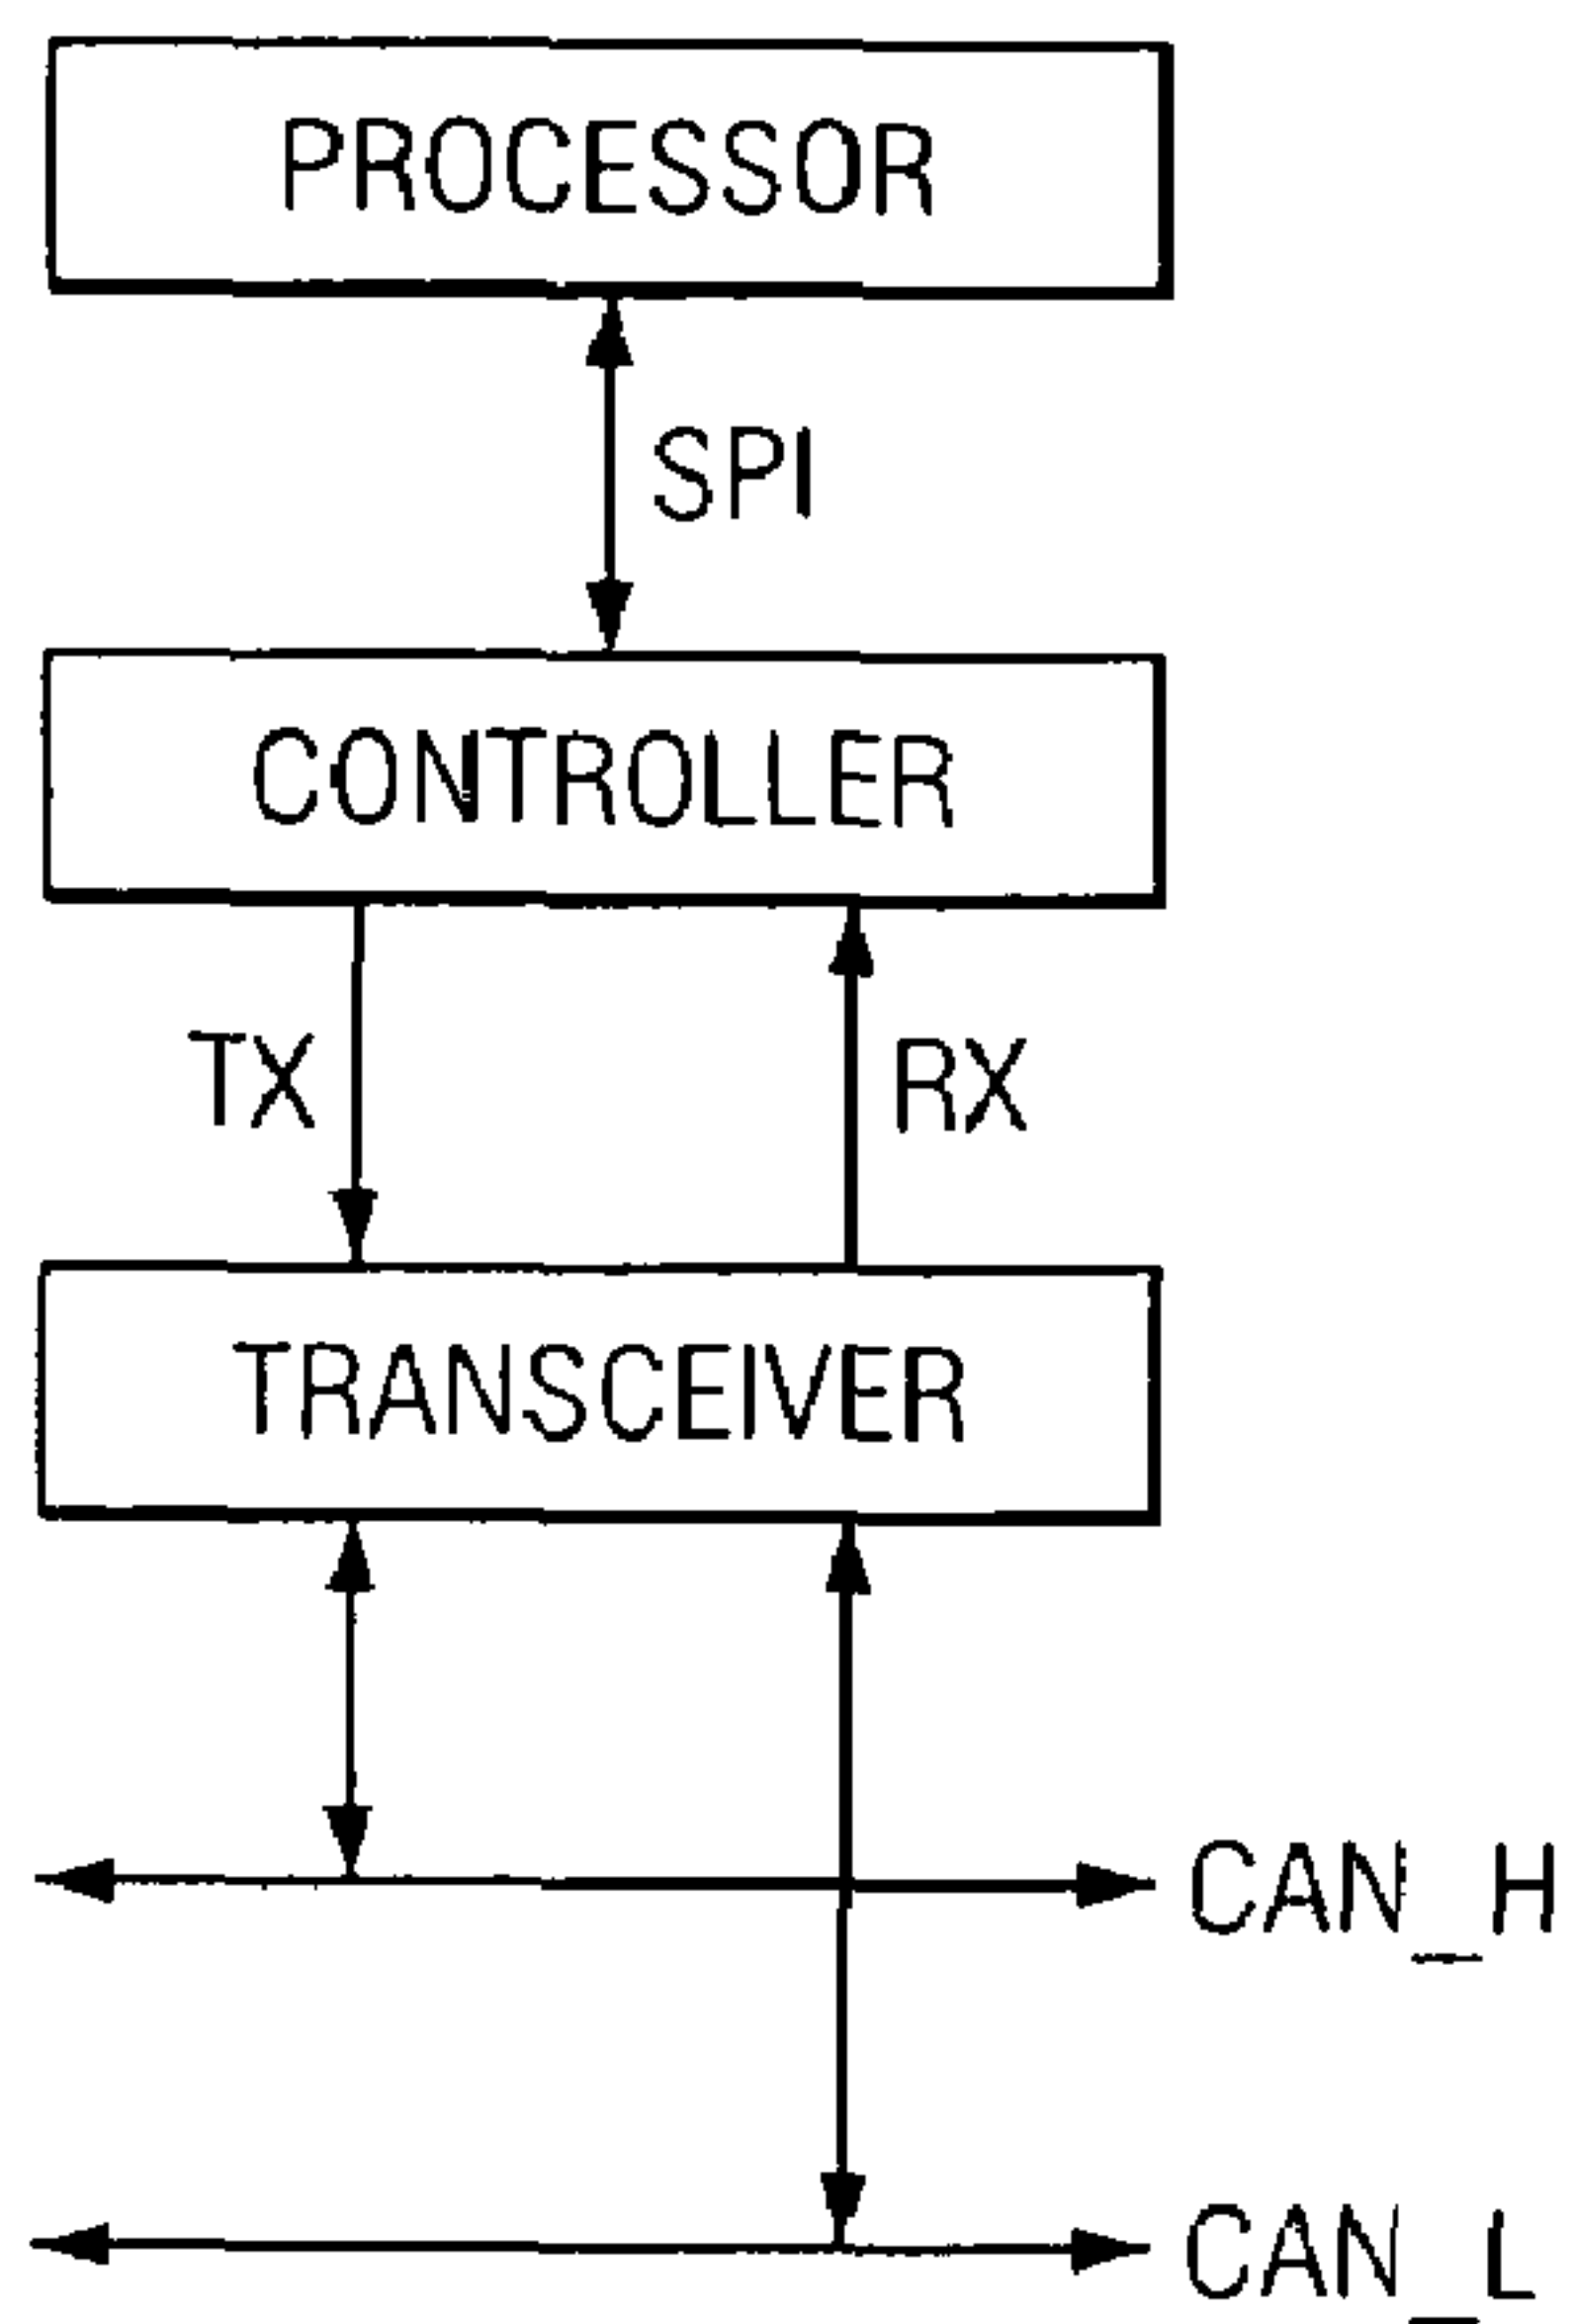 PROCESSOR
SPI
CONTROLLER
TX
RX
TRANSCEIVER
CAN_H
CAN_L